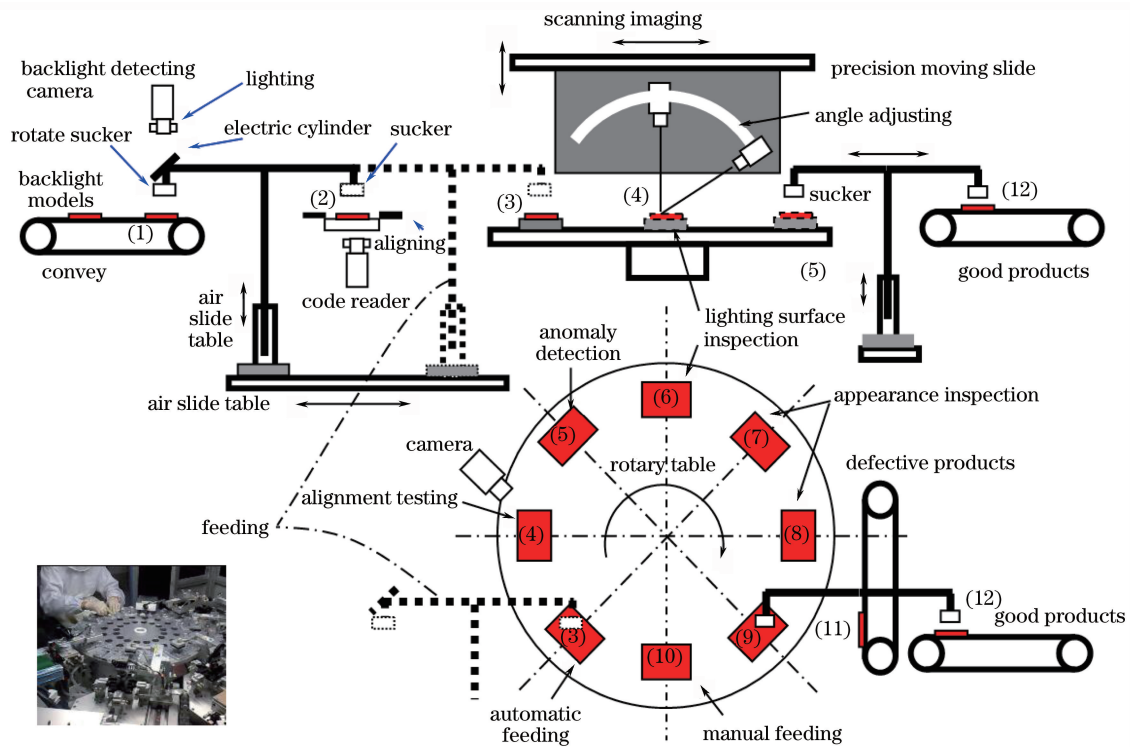 scanning imaging
backlight detecting
camera
lighting
precision moving slide
rotate sucker
electric cylinder
sucker
angle adjusting
backlight
models
(1)
(2)
(3)
(4)
sucker
(12)
aligning
convey
code reader
(5)
good products
air
slide
table
anomaly
detection
lighting surface
inspection
air slide table
(6)
appearance inspection
(5)
(7)
camera
rotary table
defective products
alignment testing
feeding
(4)
(8)
(3)
(9)
(10)
(11)
(12)
good products
automatic
feeding
manual feeding